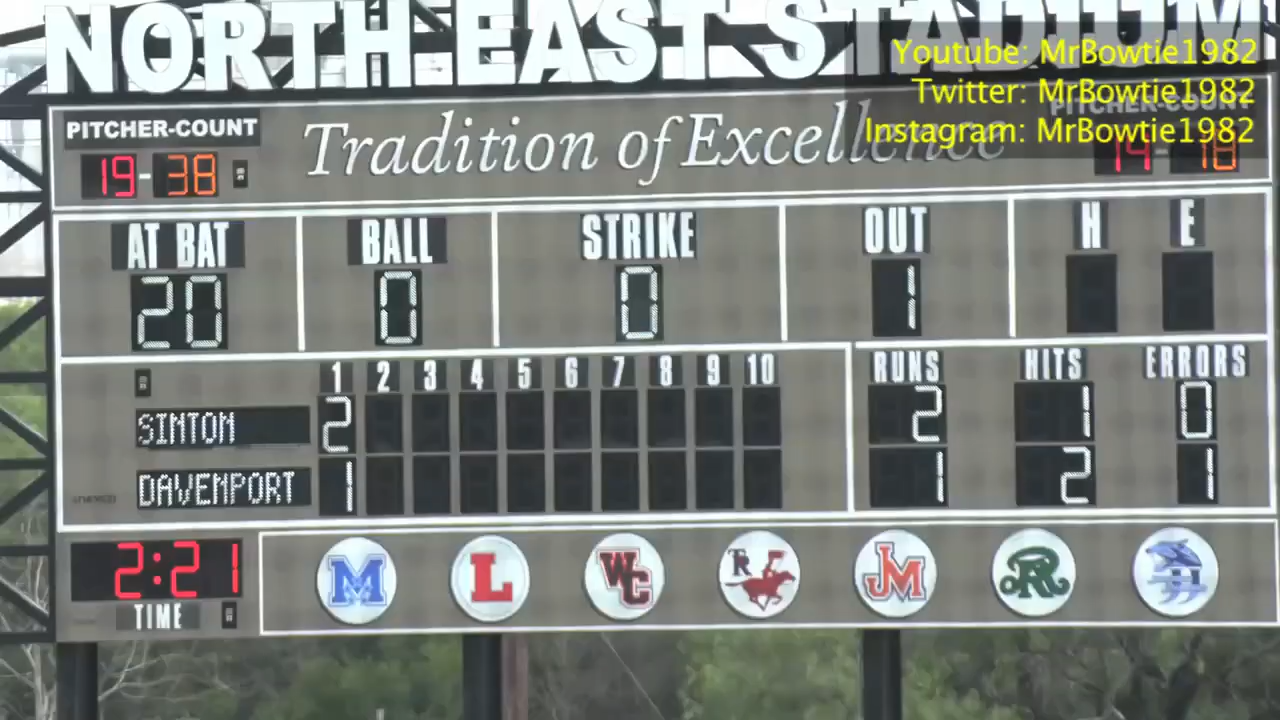 NORTH EAST STADIUM
Youtube: MrBowtie1982
Twitter: MrBowtie1982
Instagram: MrBowtie1982
PITCHER-COUNT
Tradition of Excellence
PITCHER-COUNT
19-38
14-18
AT BAT BALL STRIKE OUT H E
20 0 0 1
1 2 3 4 5 6 7 8 9 10 RUNS HITS ERRORS
SINTON 2 2 1 0
DAVENPORT 1 1 2 1
2:21
TIME
M L WC TR JM RR